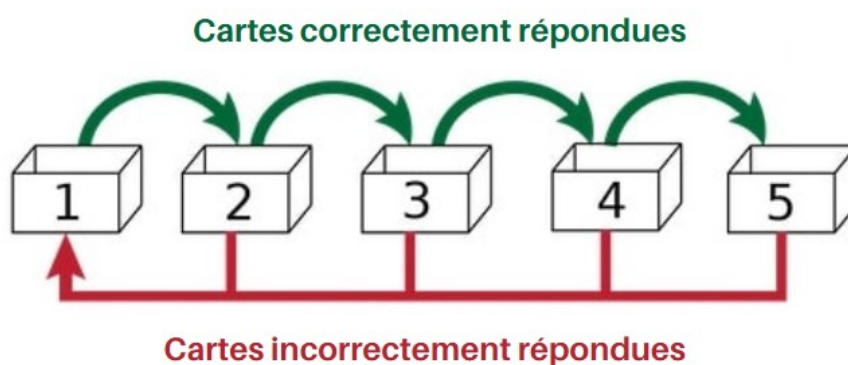 Cartes correctement répondues
1 2 3 4 5
Cartes incorrectement répondues